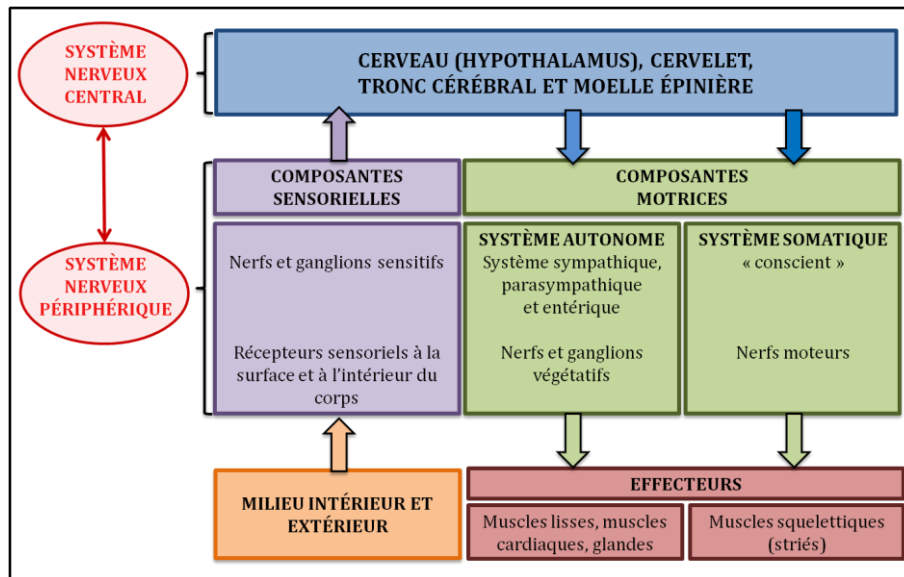 SYSTÈME
NERVEUX
CENTRAL
CERVEAU (HYPOTHALAMUS), CERVELET,
TRONC CÉRÉBRAL ET MOELLE ÉPINIÈRE
SYSTÈME
NERVEUX
PÉRIPHÉRIQUE
COMPOSANTES
SENSORIELLES
Nerfs et ganglions sensitifs
Récepteurs sensoriels à la
surface et à l'intérieur du
corps
COMPOSANTES
MOTRICES
SYSTÈME AUTONOME
Système sympathique,
parasympathique
et entérique
Nerfs et ganglions
végétatifs
SYSTÈME SOMATIQUE
« conscient »
Nerfs moteurs
MILIEU INTÉRIEUR ET
EXTÉRIEUR
EFFECTEURS
Muscles lisses, muscles
cardiaques, glandes
Muscles squelettiques
(striés)